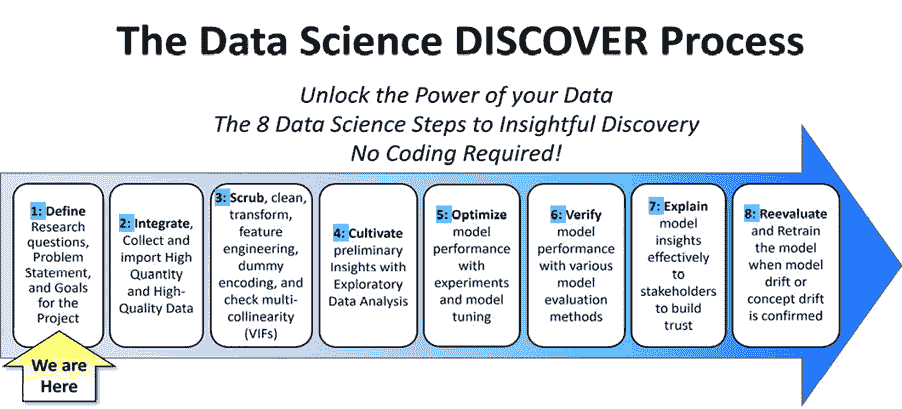 The Data Science DISCOVER Process
Unlock the Power of your Data
The 8 Data Science Steps to Insightful Discovery
No Coding Required!
1: Define
Research
questions,
Problem
Statement,
and Goals
for the
Project
2: Integrate,
Collect and
import High
Quantity
and High-
Quality Data
3: Scrub, clean,
transform,
feature
engineering,
dummy
encoding, and
check multi-
collinearity
(VIFs)
4: Cultivate
preliminary
Insights with
Exploratory
Data Analysis
5: Optimize
model
performance
with
experiments
and model
tuning
6: Verify
model
performance
with various
model
evaluation
methods
7: Explain
model
insights
effectively
to
stakeholders
to build
trust
8: Reevaluate
and Retrain
the model
when model
drift or
concept drift
is confirmed
We are
Here